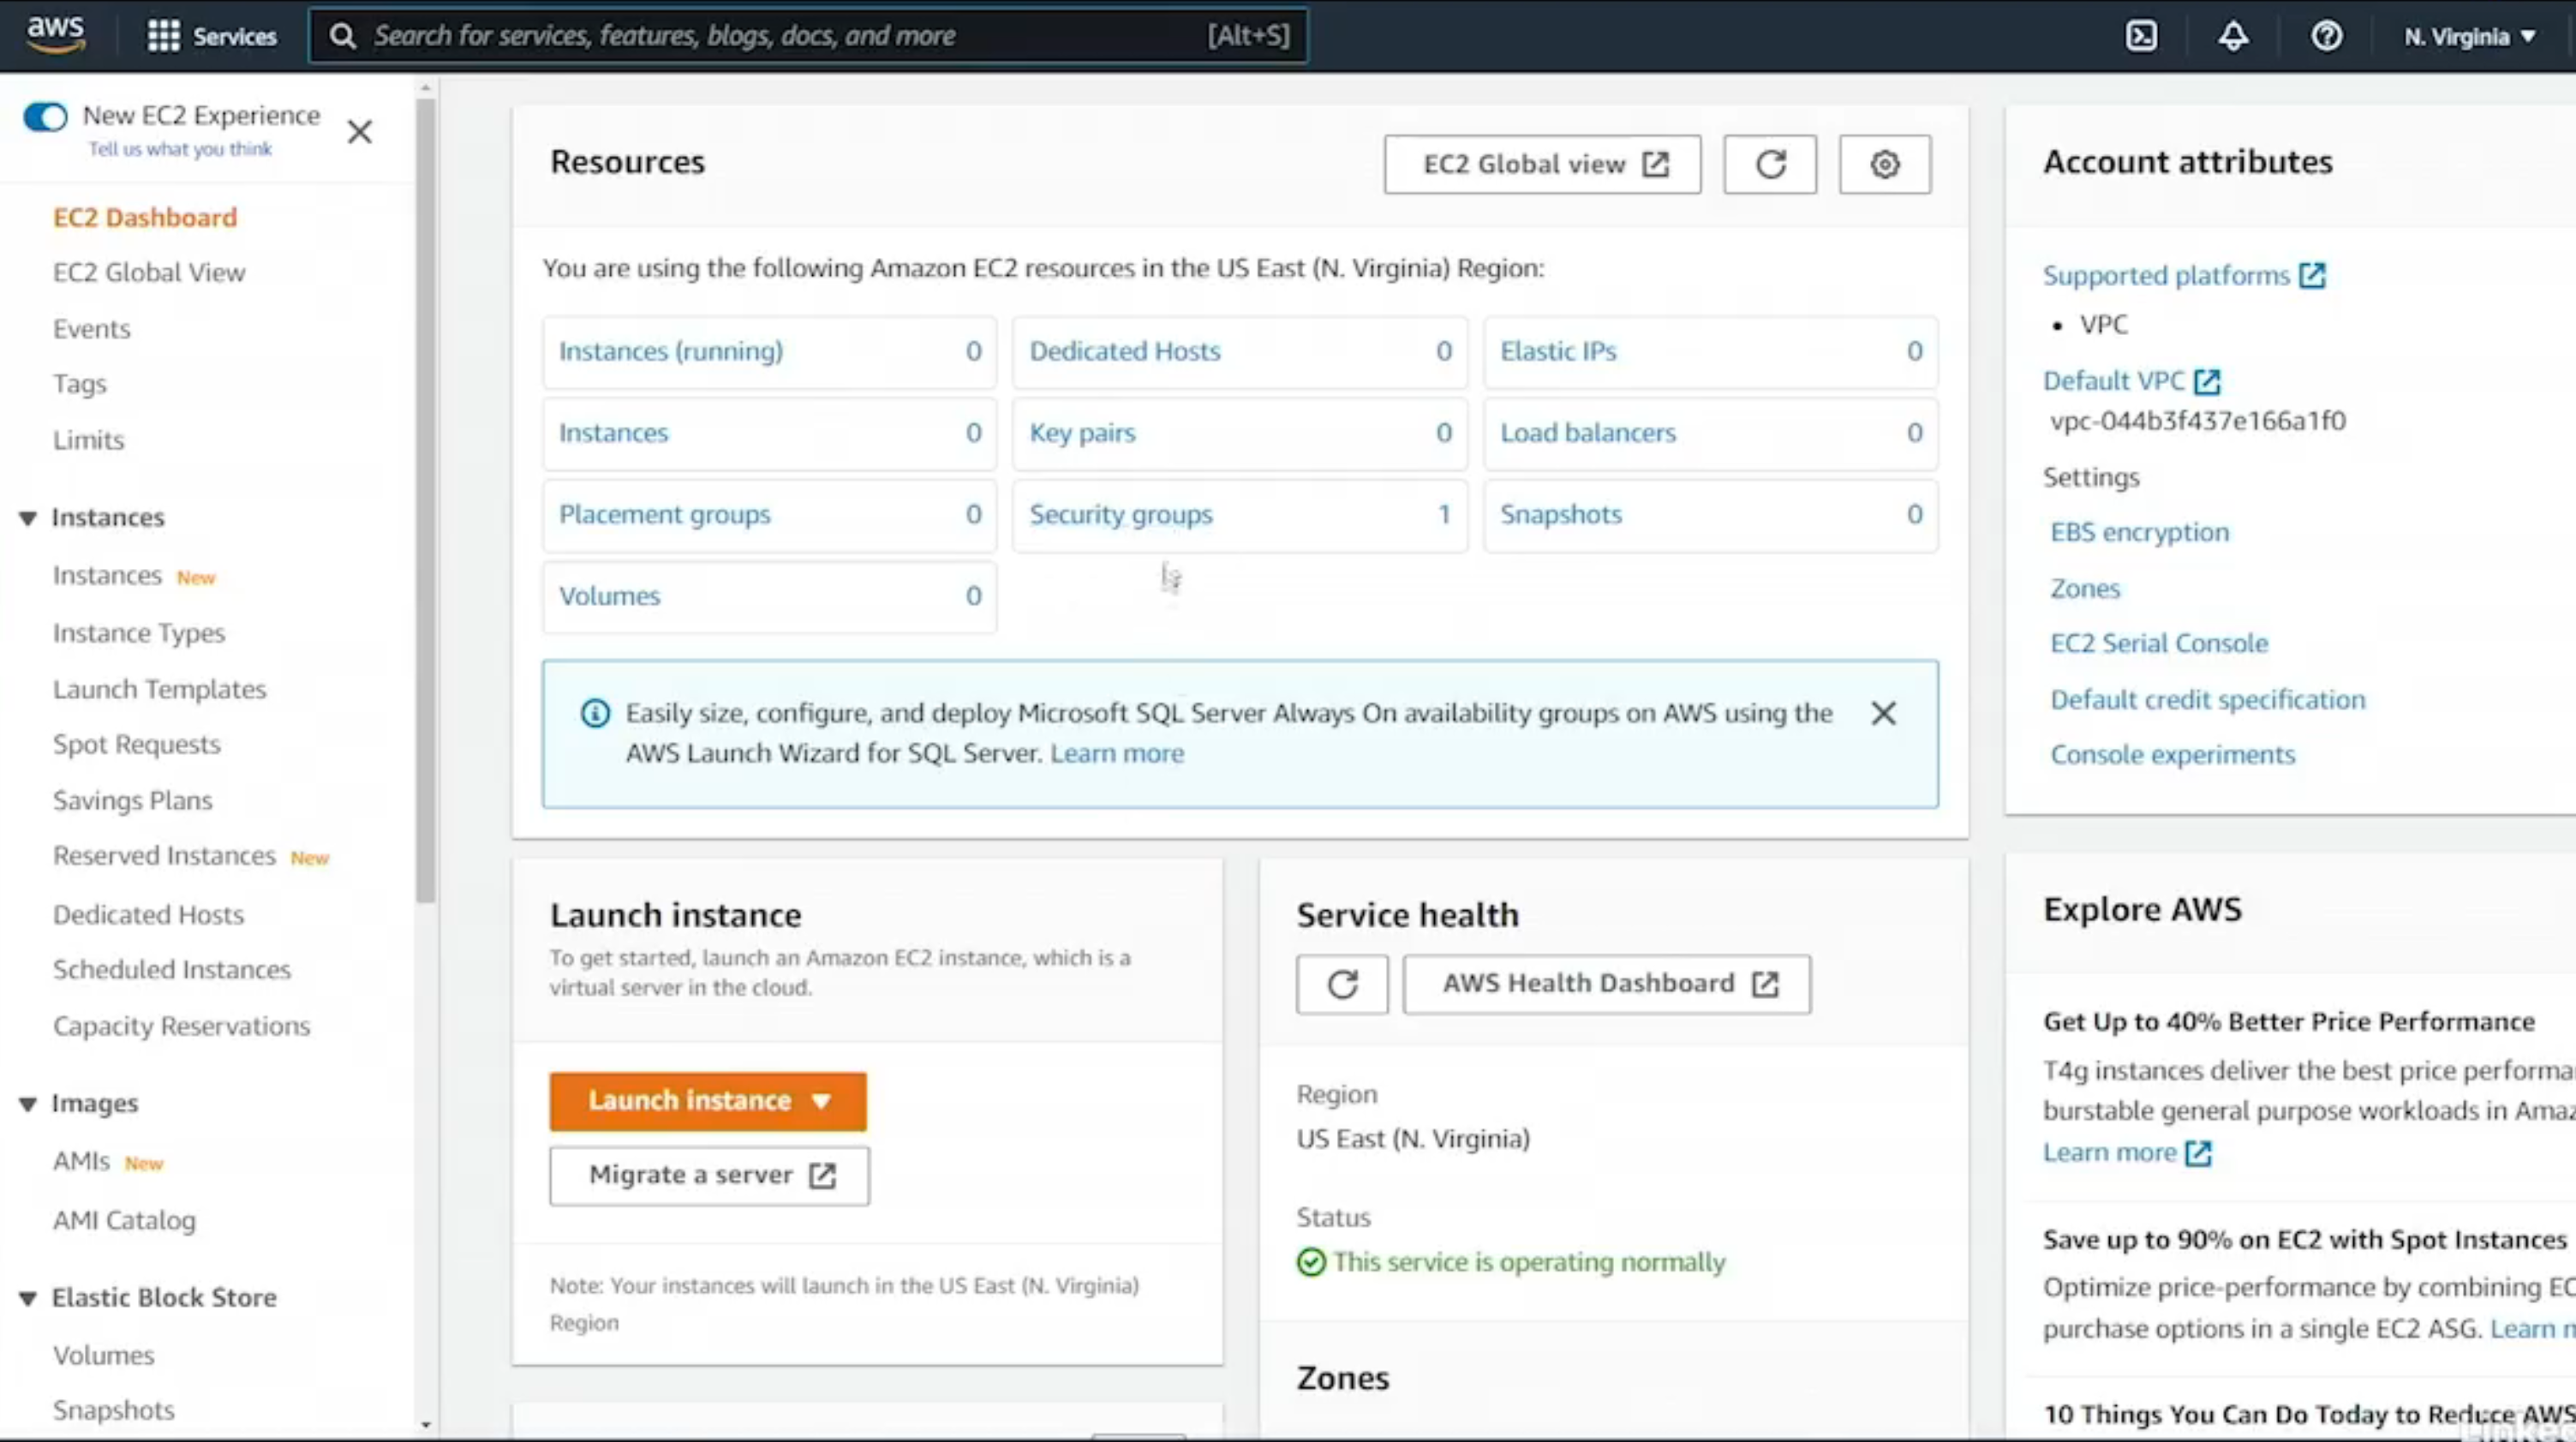 aws
Services
Search for services, features, blogs, docs, and more
[Alt+S]
N. Virginia
New EC2 Experience
Tell us what you think
EC2 Dashboard
EC2 Global View
Events
Tags
Limits
Instances
Instances New
Instance Types
Launch Templates
Spot Requests
Savings Plans
Reserved Instances New
Dedicated Hosts
Scheduled Instances
Capacity Reservations
Images
AMIs New
AMI Catalog
Elastic Block Store
Volumes
Snapshots
Resources
EC2 Global view
You are using the following Amazon EC2 resources in the US East (N. Virginia) Region:
Instances (running) 0
Dedicated Hosts 0
Elastic IPs 0
Instances 0
Key pairs 0
Load balancers 0
Placement groups 0
Security groups 1
Snapshots 0
Volumes 0
Easily size, configure, and deploy Microsoft SQL Server Always On availability groups on AWS using the
AWS Launch Wizard for SQL Server. Learn more
Launch instance
To get started, launch an Amazon EC2 instance, which is a
virtual server in the cloud.
Launch instance
Migrate a server
Note: Your instances will launch in the US East (N. Virginia)
Region
Service health
AWS Health Dashboard
Region
US East (N. Virginia)
Status
This service is operating normally
Zones
Account attributes
Supported platforms
• VPC
Default VPC
vpc-044b3f437e166a1f0
Settings
EBS encryption
Zones
EC2 Serial Console
Default credit specification
Console experiments
Explore AWS
Get Up to 40% Better Price Performance
T4g instances deliver the best price performa
burstable general purpose workloads in Amaz
Learn more
Save up to 90% on EC2 with Spot Instances
Optimize price-performance by combining EC
purchase options in a single EC2 ASG. Learn
10 Things You Can Do Today to Reduce AWS